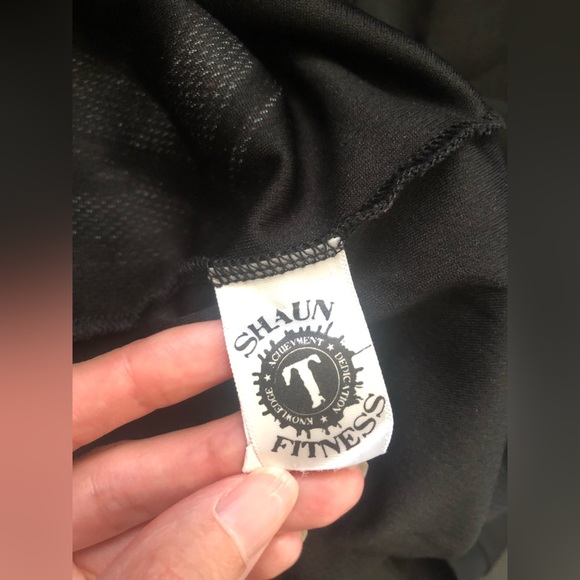 SHAUN
ACHIEVMENT ★ DEDICATION ★ KNOWLEDGE ★
T
FITNESS